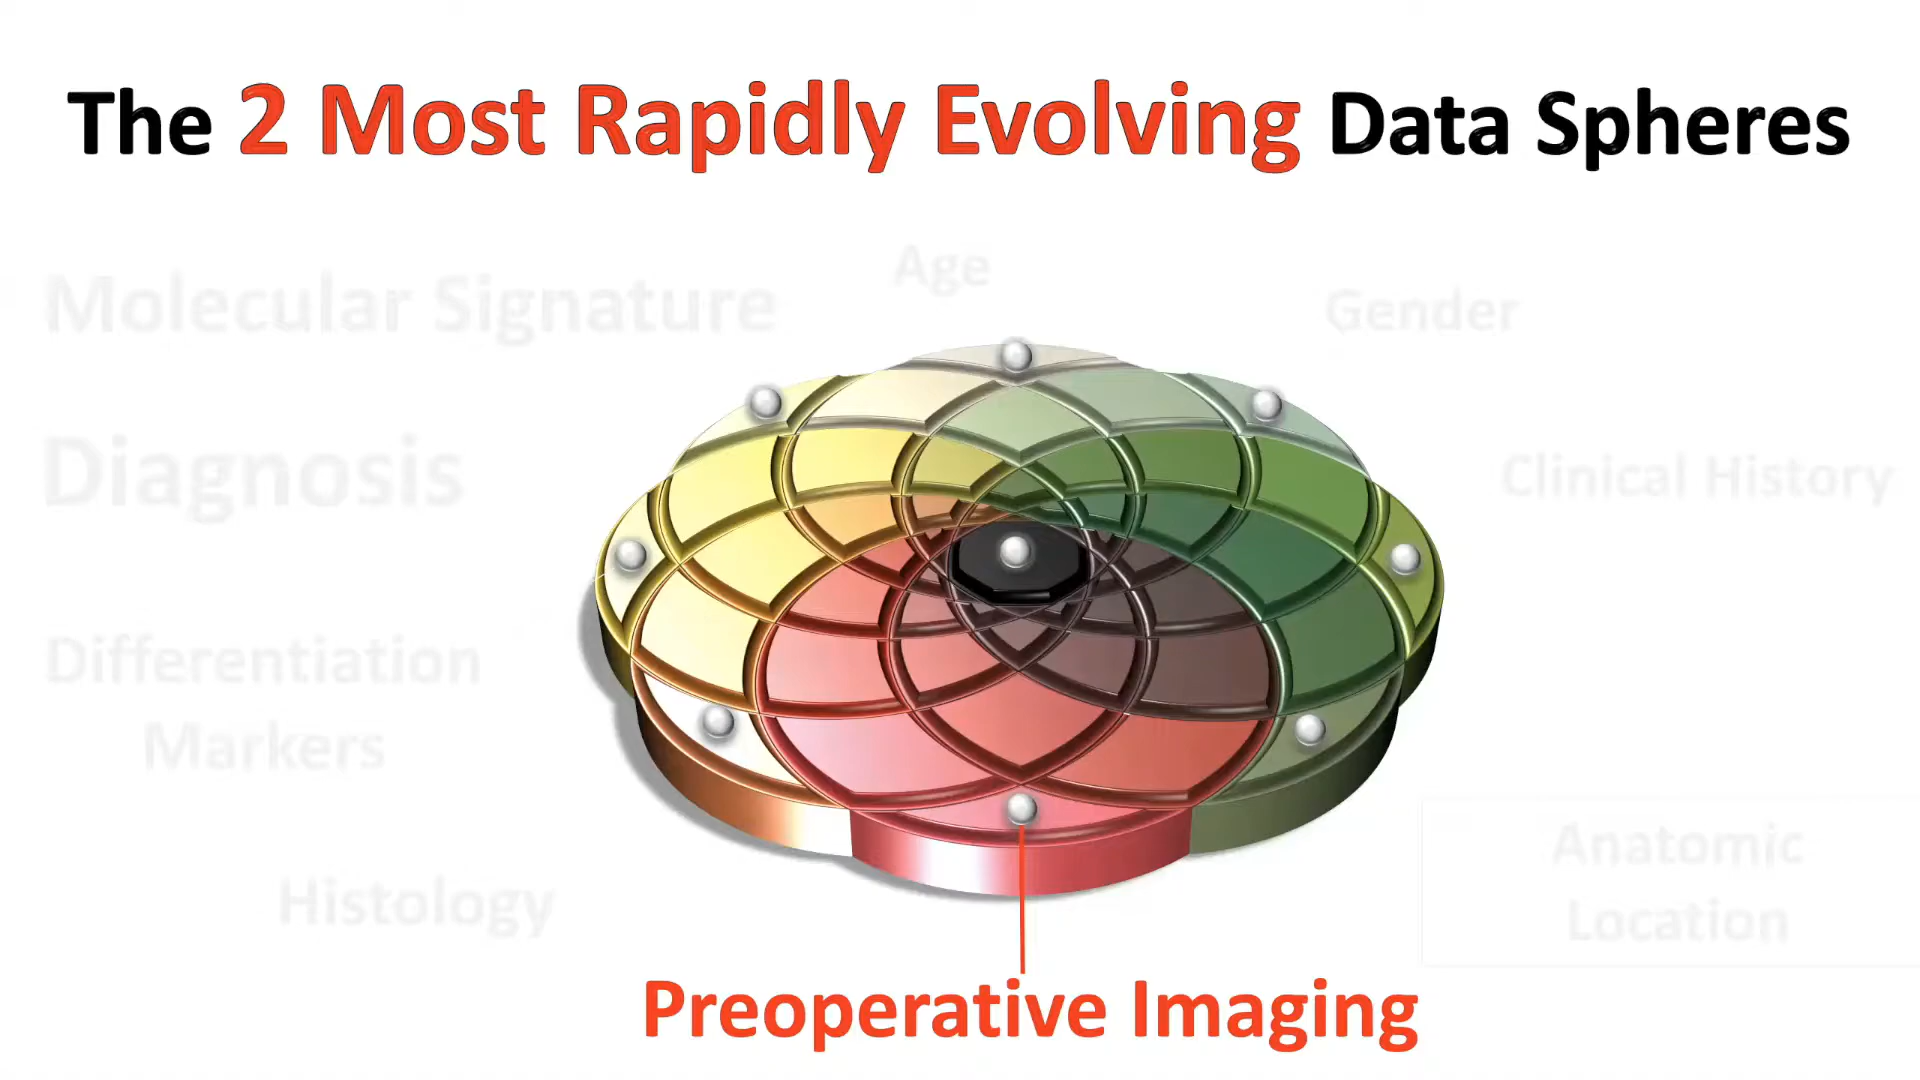 The 2 Most Rapidly Evolving Data Spheres
Age
Molecular Signature
Gender
Diagnosis
Clinical History
Differentiation
Markers
Anatomic
Location
Histology
Preoperative Imaging